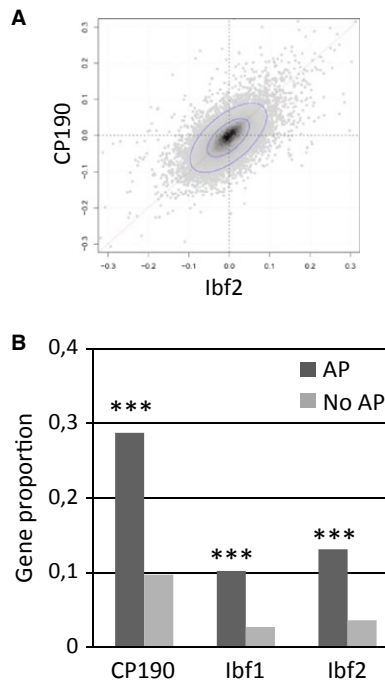 A
CP190
0.3
0.2
0.1
0.0
−0.1
−0.2
−0.3
−0.3 −0.2 −0.1 0.0 0.1 0.2 0.3
Ibf2
B
Gene proportion
0,4
0,3
0,2
0,1
0
AP
No AP
***
***
***
CP190 Ibf1 Ibf2